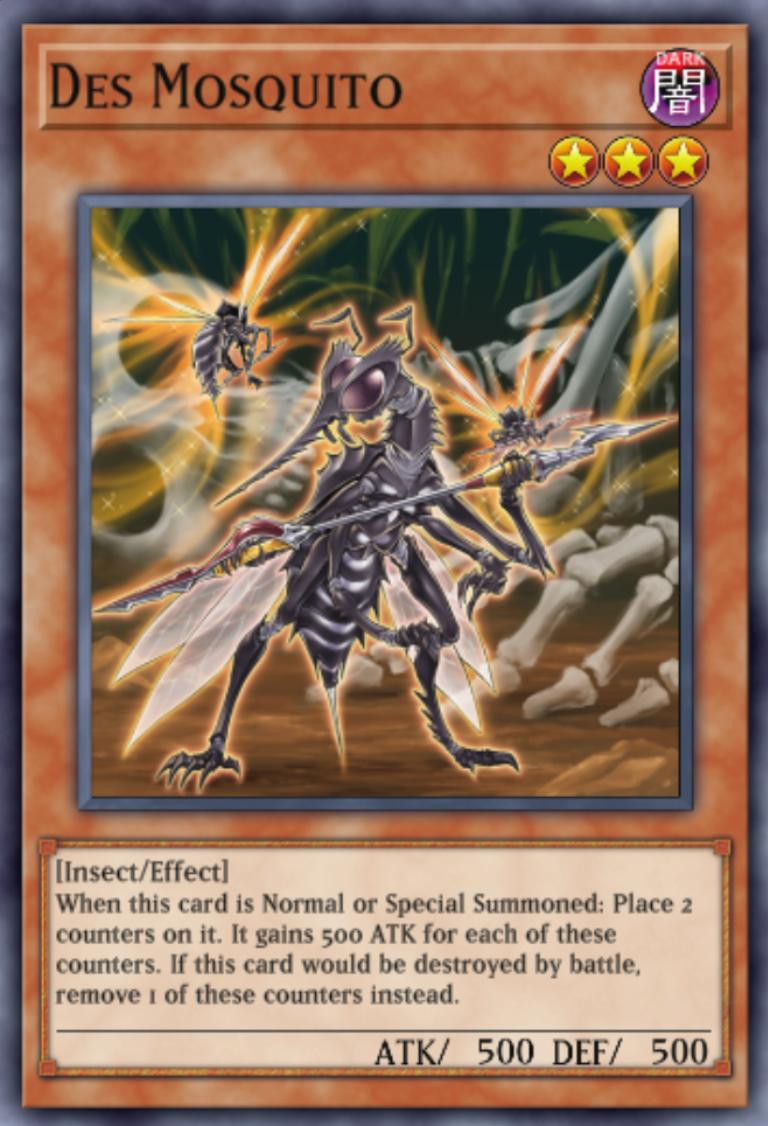 Des Mosquito
DARK
闇
[Insect/Effect]
When this card is Normal or Special Summoned: Place 2
counters on it. It gains 500 ATK for each of these
counters. If this card would be destroyed by battle,
remove 1 of these counters instead.
ATK/ 500 DEF/ 500